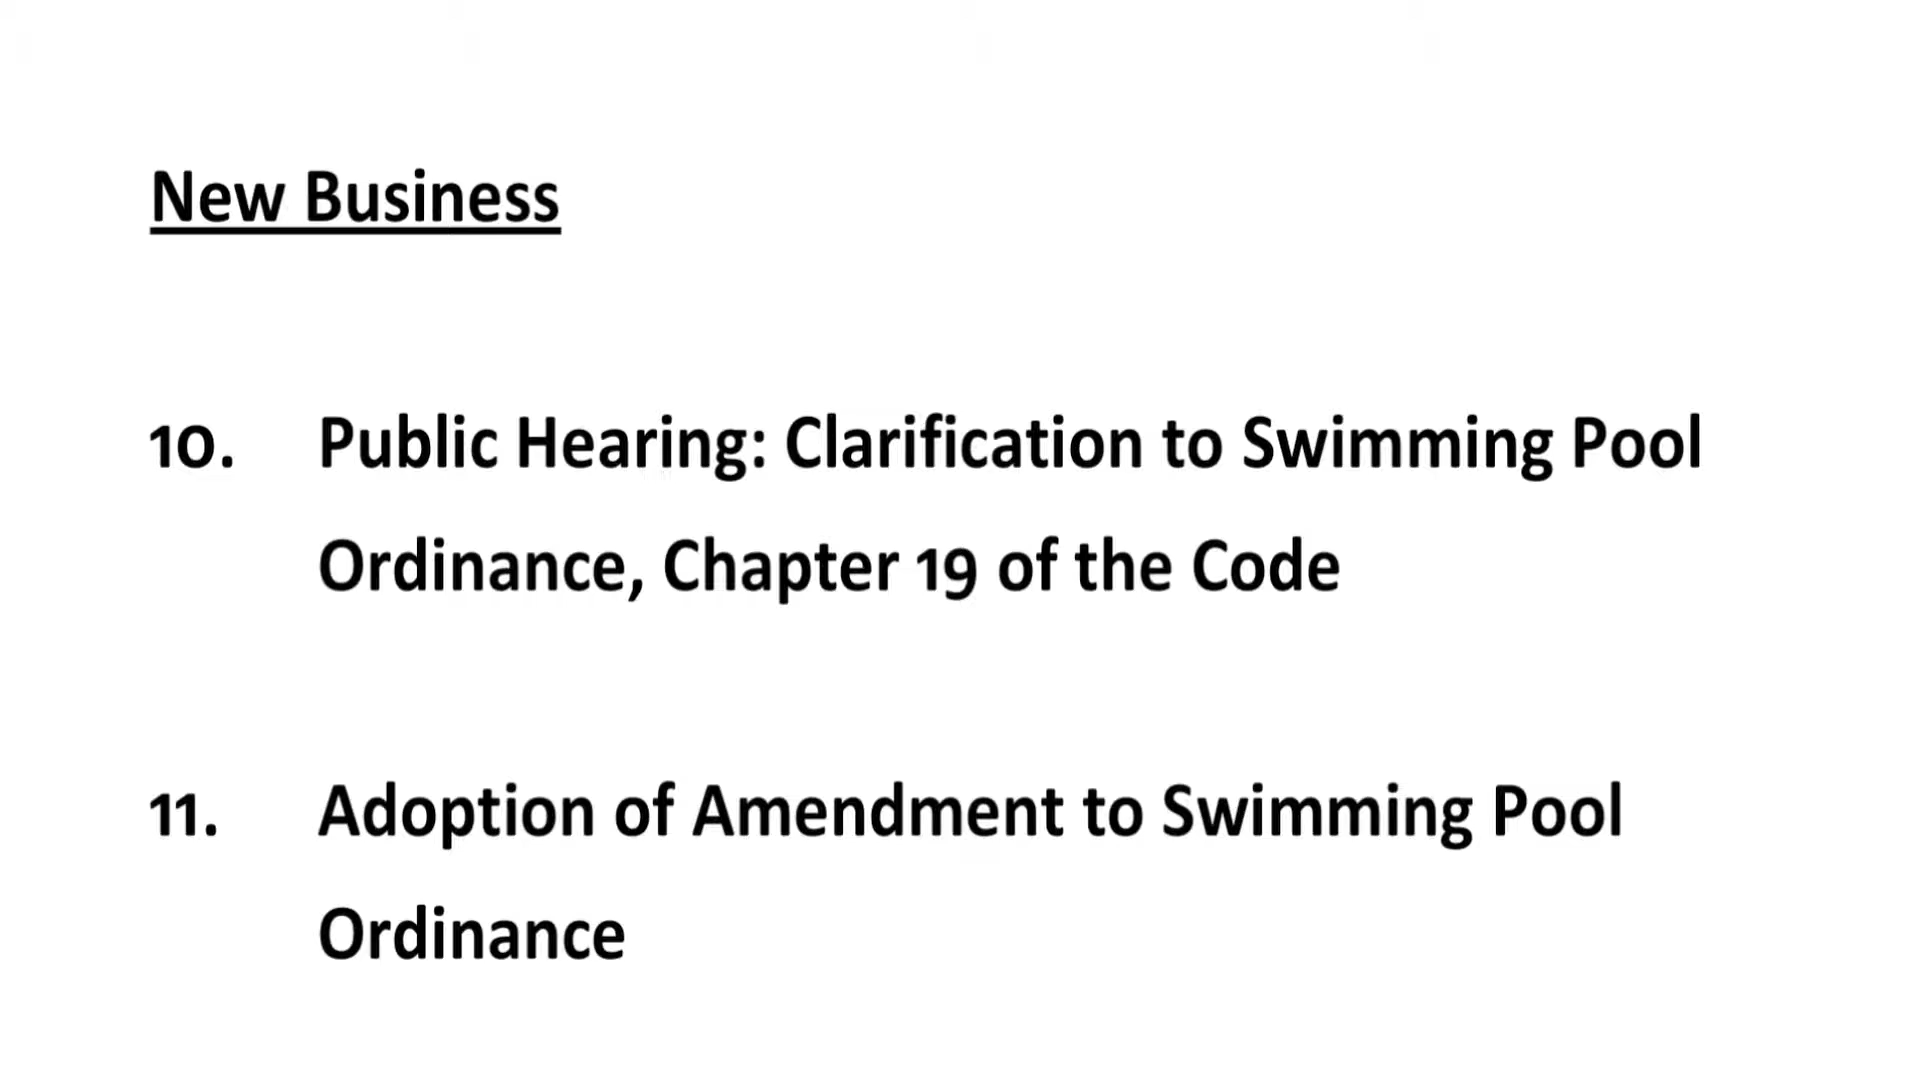 New Business
10. Public Hearing: Clarification to Swimming Pool
Ordinance, Chapter 19 of the Code
11. Adoption of Amendment to Swimming Pool
Ordinance